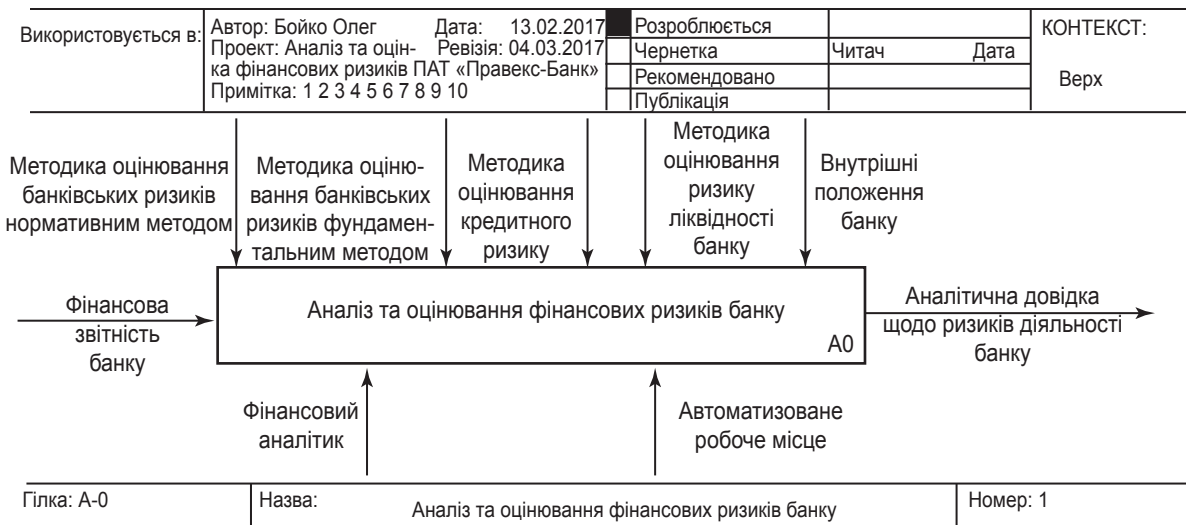 Використовується в:
Автор: Бойко Олег Дата: 13.02.2017
Проект: Аналіз та оцін- Ревізія: 04.03.2017
ка фінансових ризиків ПАТ «Правекс-Банк»
Примітка: 1 2 3 4 5 6 7 8 9 10
Розроблюється
Чернетка
Рекомендовано
Публікація
Читач Дата
КОНТЕКСТ:
Верх
Методика оцінювання
банківських ризиків
нормативним методом
Методика оціню-
вання банківських
ризиків фундамен-
тальним методом
Методика
оцінювання
кредитного
ризику
Методика
оцінювання
ризику
ліквідності
банку
Внутрішні
положення
банку
Фінансова
звітність
банку
Аналіз та оцінювання фінансових ризиків банку
А0
Аналітична довідка
щодо ризиків діяльності
банку
Фінансовий
аналітик
Автоматизоване
робоче місце
Гілка: А-0
Назва:
Аналіз та оцінювання фінансових ризиків банку
Номер: 1